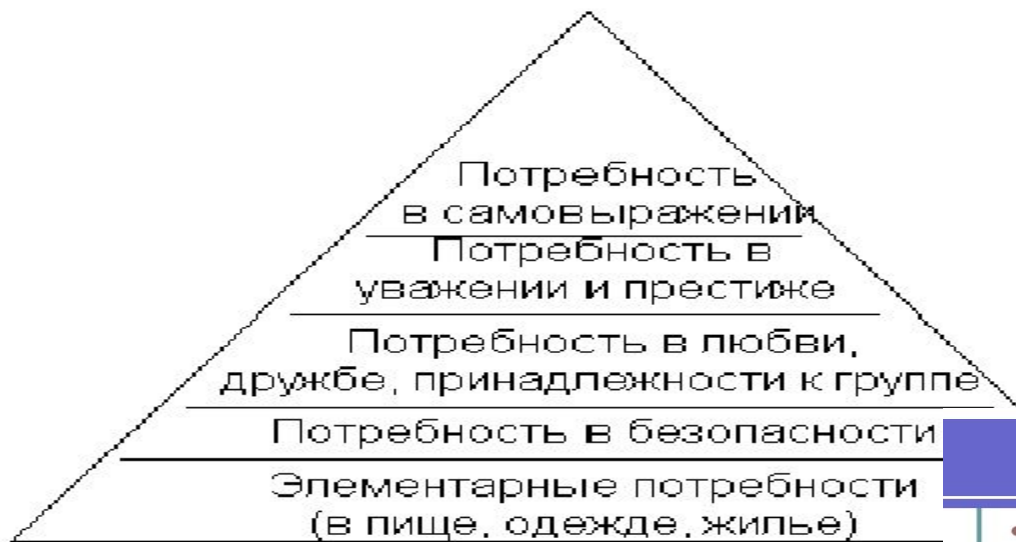 Потребность
в самовыражении
Потребность в
уважении и престиже
Потребность в любви,
дружбе, принадлежности к группе
Потребность в безопасности
Элементарные потребности
(в пище, одежде, жилье)